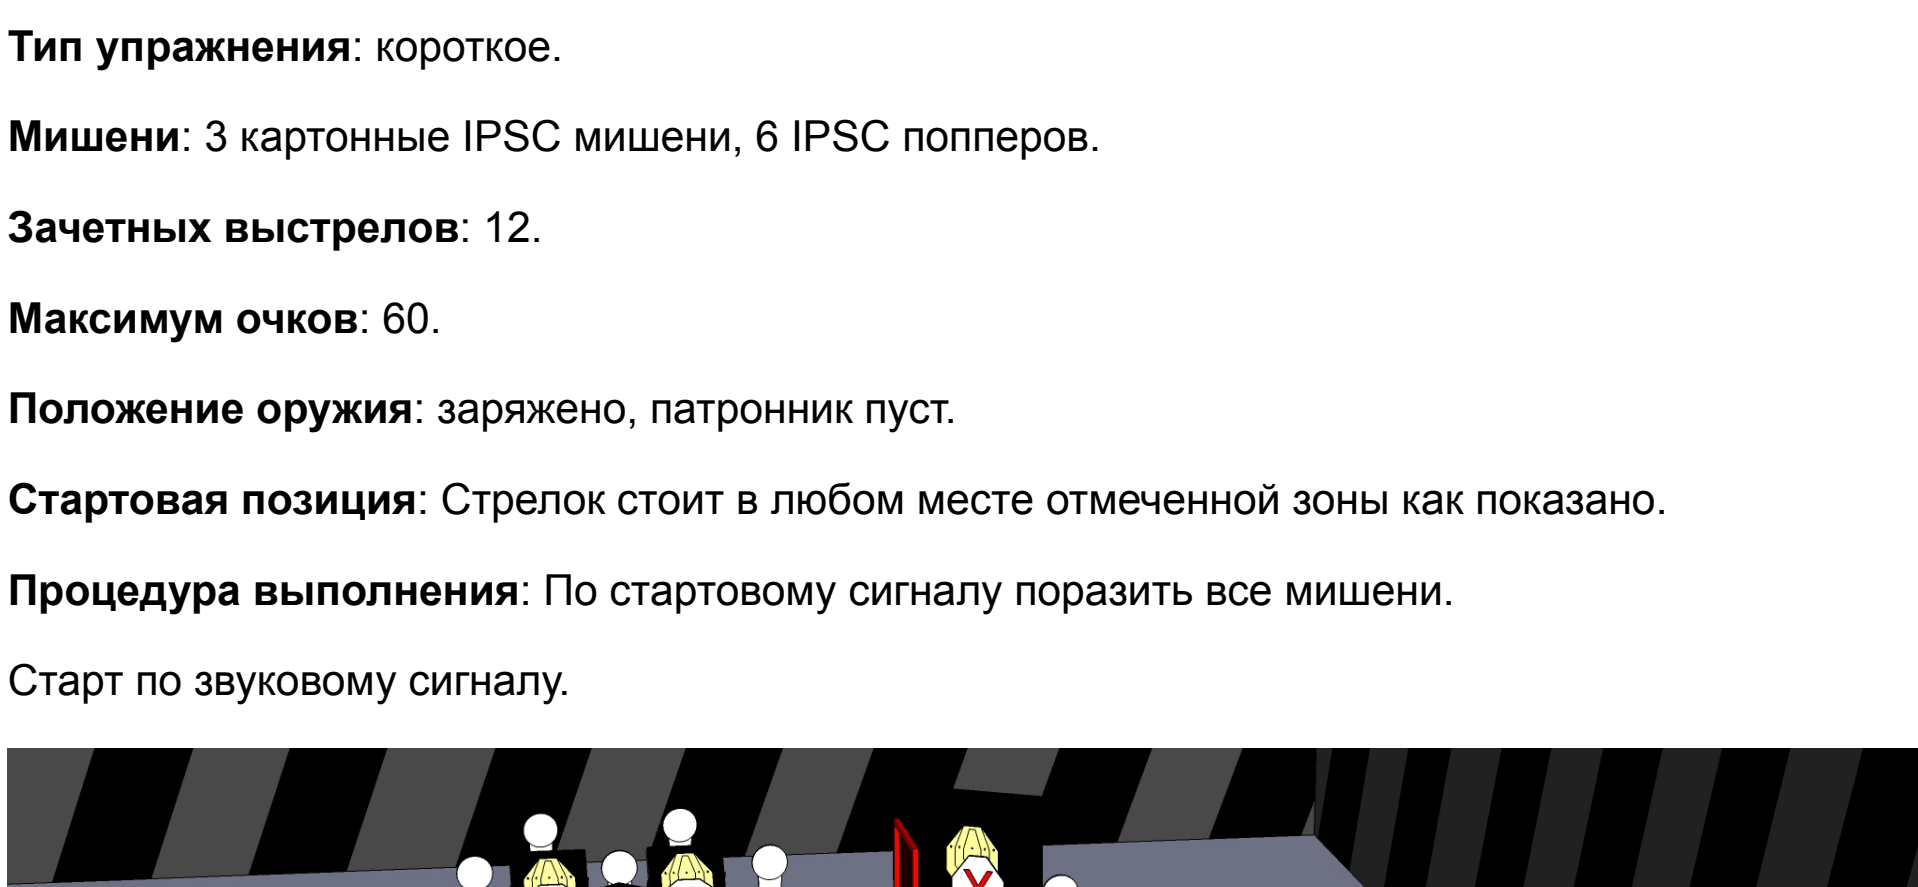 Тип упражнения: короткое.
Мишени: 3 картонные IPSC мишени, 6 IPSC попперов.
Зачетных выстрелов: 12.
Максимум очков: 60.
Положение оружия: заряжено, патронник пуст.
Стартовая позиция: Стрелок стоит в любом месте отмеченной зоны как показано.
Процедура выполнения: По стартовому сигналу поразить все мишени.
Старт по звуковому сигналу.